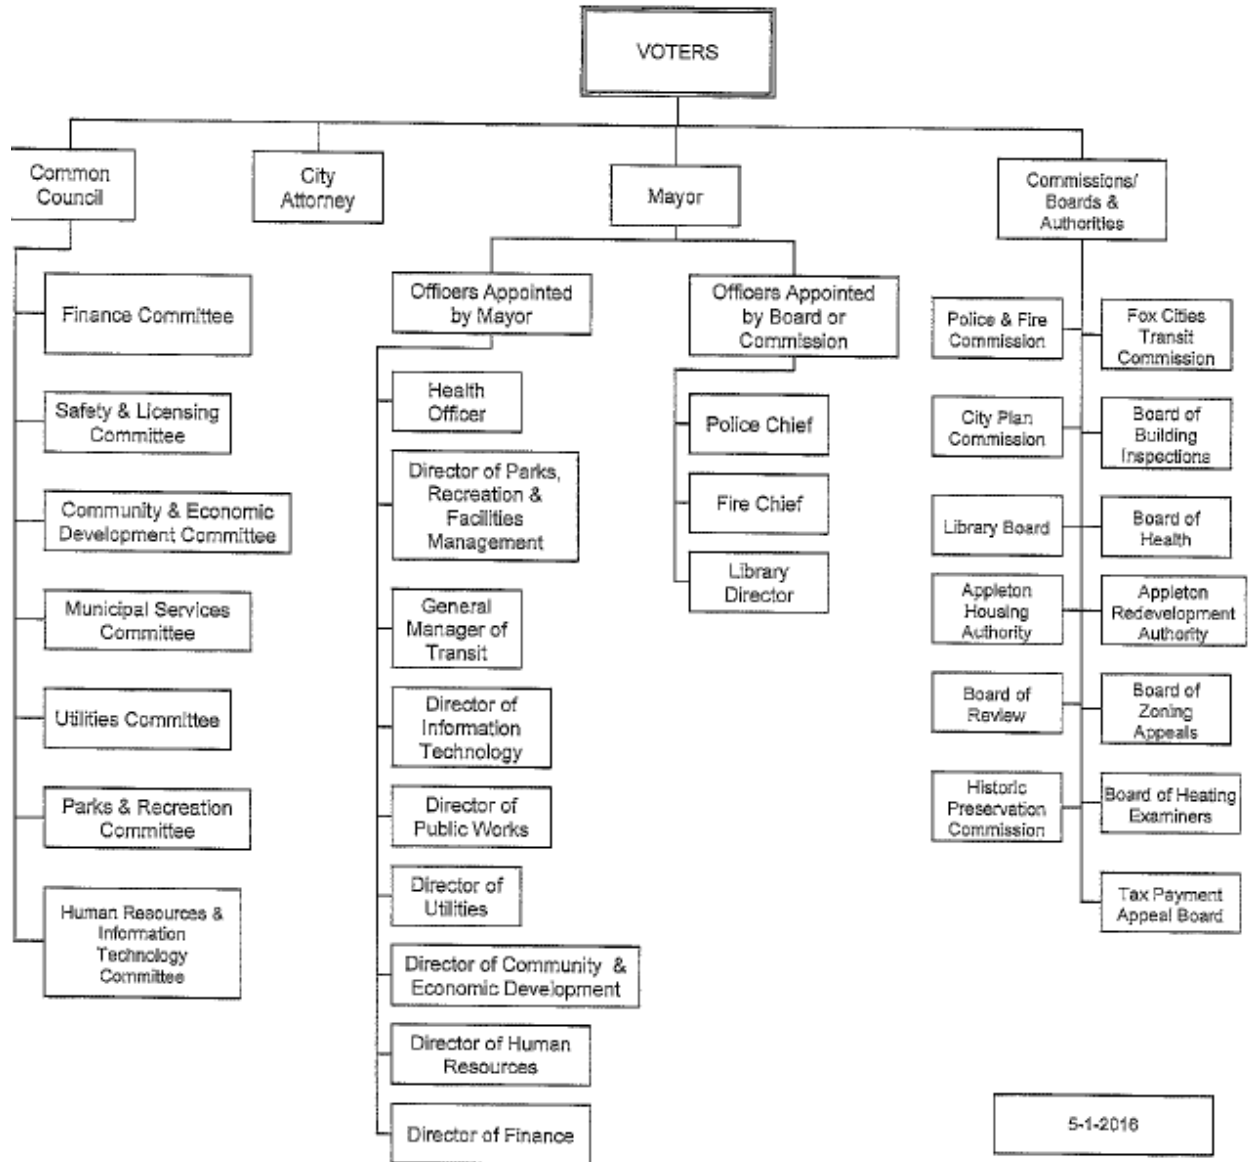 VOTERS
Common
Council
City
Attorney
Mayor
Commissions/
Boards &
Authorities
Finance Committee
Safety & Licensing
Committee
Community & Economic
Development Committee
Municipal Services
Committee
Utilities Committee
Parks & Recreation
Committee
Human Resources &
Information
Technology
Committee
Officers Appointed
by Mayor
Health
Officer
Director of Parks,
Recreation &
Facilities
Management
General
Manager of
Transit
Director of
Information
Technology
Director of
Public Works
Director of
Utilities
Director of Community &
Economic Development
Director of Human
Resources
Director of Finance
Officers Appointed
by Board or
Commission
Police Chief
Fire Chief
Library
Director
Police & Fire
Commission
Fox Cities
Transit
Commission
City Plan
Commission
Board of
Building
Inspections
Library Board
Board of
Health
Appleton
Housing
Authority
Appleton
Redevelopment
Authority
Board of
Review
Board of
Zoning
Appeals
Historic
Preservation
Commission
Board of Heating
Examiners
Tax Payment
Appeal Board
5-1-2016